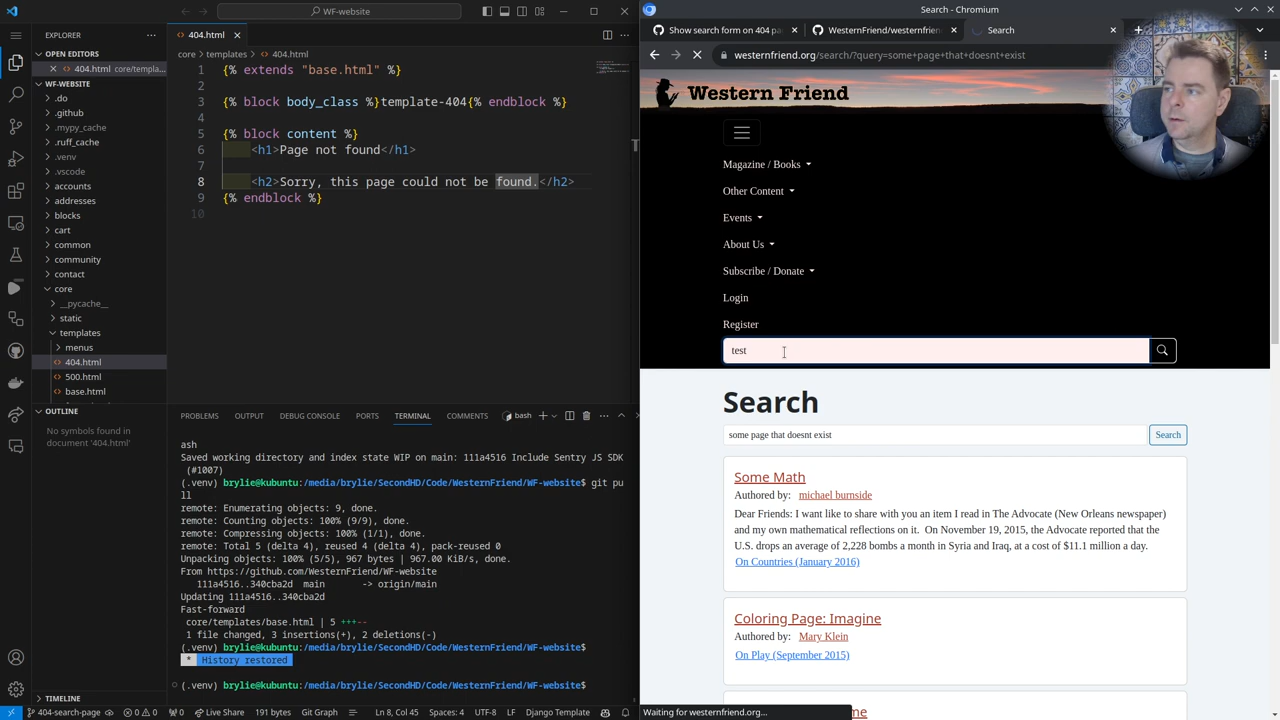 WF-website
EXPLORER
OPEN EDITORS
404.html core/templa...
WF-WEBSITE
.do
.github
.mypy_cache
.ruff_cache
.venv
.vscode
accounts
addresses
blocks
cart
common
community
contact
core
__pycache__
static
templates
menus
404.html
500.html
base.html
OUTLINE
No symbols found in
document '404.html'
TIMELINE
404.html
core > templates > 404.html
1 {% extends "base.html" %}
2
3 {% block body_class %}template-404{% endblock %}
4
5 {% block content %}
6 <h1>Page not found</h1>
7
8 <h2>Sorry, this page could not be found.</h2>
9 {% endblock %}
10
PROBLEMS OUTPUT DEBUG CONSOLE PORTS TERMINAL COMMENTS bash
ash
Saved working directory and index state WIP on main: 111a4516 Include Sentry JS SDK
(#1007)
(.venv) brylie@kubuntu:/media/brylie/SecondHD/Code/WesternFriend/WF-website$ git pu
ll
remote: Enumerating objects: 9, done.
remote: Counting objects: 100% (9/9), done.
remote: Compressing objects: 100% (1/1), done.
remote: Total 5 (delta 4), reused 4 (delta 4), pack-reused 0
Unpacking objects: 100% (5/5), 967 bytes | 967.00 KiB/s, done.
From https://github.com/WesternFriend/WF-website
111a4516..340cba2d main -> origin/main
Updating 111a4516..340cba2d
Fast-forward
core/templates/base.html | 5 +++--
1 file changed, 3 insertions(+), 2 deletions(-)
(.venv) brylie@kubuntu:/media/brylie/SecondHD/Code/WesternFriend/WF-website$
* History restored
(.venv) brylie@kubuntu:/media/brylie/SecondHD/Code/WesternFriend/WF-website$
404-search-page 0 0 0 Live Share 191 bytes Git Graph Ln 8, Col 45 Spaces: 4 UTF-8 LF Django Template
Search - Chromium
Show search form on 404 pa
WesternFriend/westernfrien
Search
westernfriend.org/search/?query=some+page+that+doesnt+exist
Western Friend
Magazine / Books
Other Content
Events
About Us
Subscribe / Donate
Login
Register
test
Search
some page that doesnt exist
Search
Some Math
Authored by: michael burnside
Dear Friends: I want to share with you an item I read in The Advocate (New Orleans newspaper)
and my own mathematical reflections on it. On November 19, 2015, the Advocate reported that the
U.S. drops an average of 2,228 bombs a month in Syria and Iraq, at a cost of $11.1 million a day.
On Countries (January 2016)
Coloring Page: Imagine
Authored by: Mary Klein
On Play (September 2015)
Waiting for westernfriend.org...